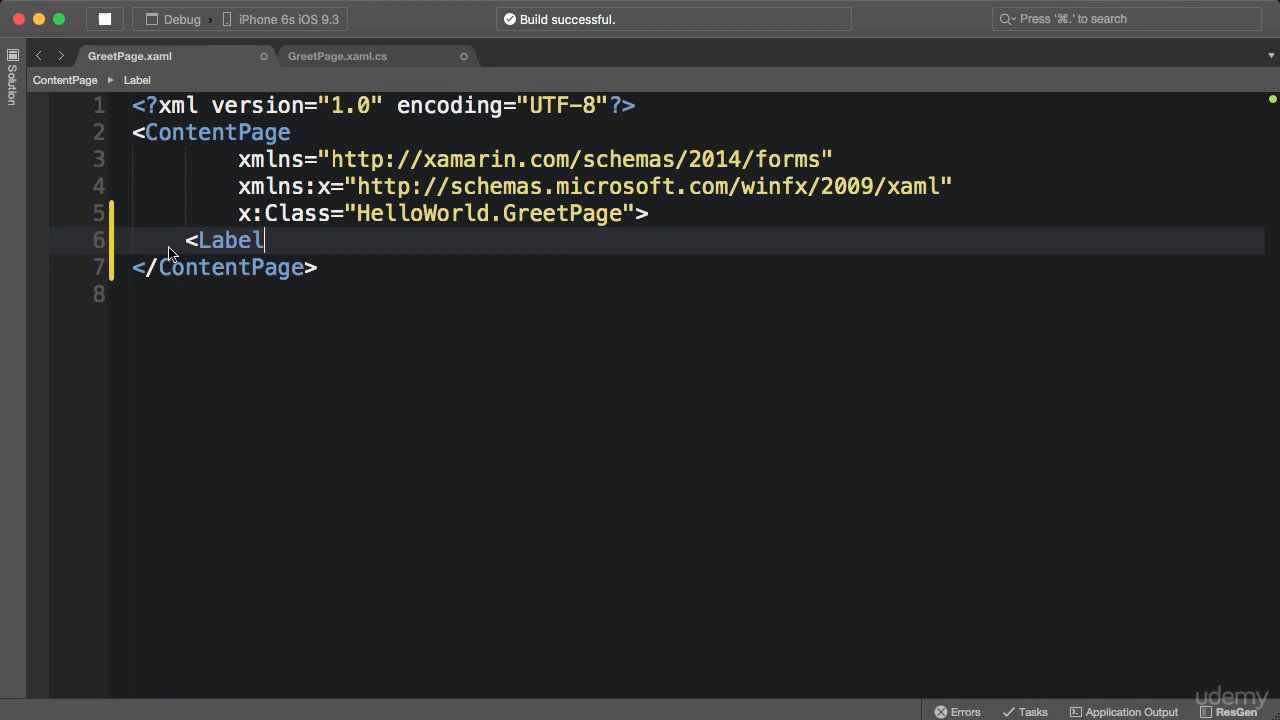 Debug
iPhone 6s iOS 9.3
Build successful.
Press '⌘.' to search
Solution
GreetPage.xaml
GreetPage.xaml.cs
ContentPage
Label
1 <?xml version="1.0" encoding="UTF-8"?>
2 <ContentPage
3 xmlns="http://xamarin.com/schemas/2014/forms"
4 xmlns:x="http://schemas.microsoft.com/winfx/2009/xaml"
5 x:Class="HelloWorld.GreetPage">
6 <Label
7 </ContentPage>
8
udemy
Errors
Tasks
Application Output
ResGen